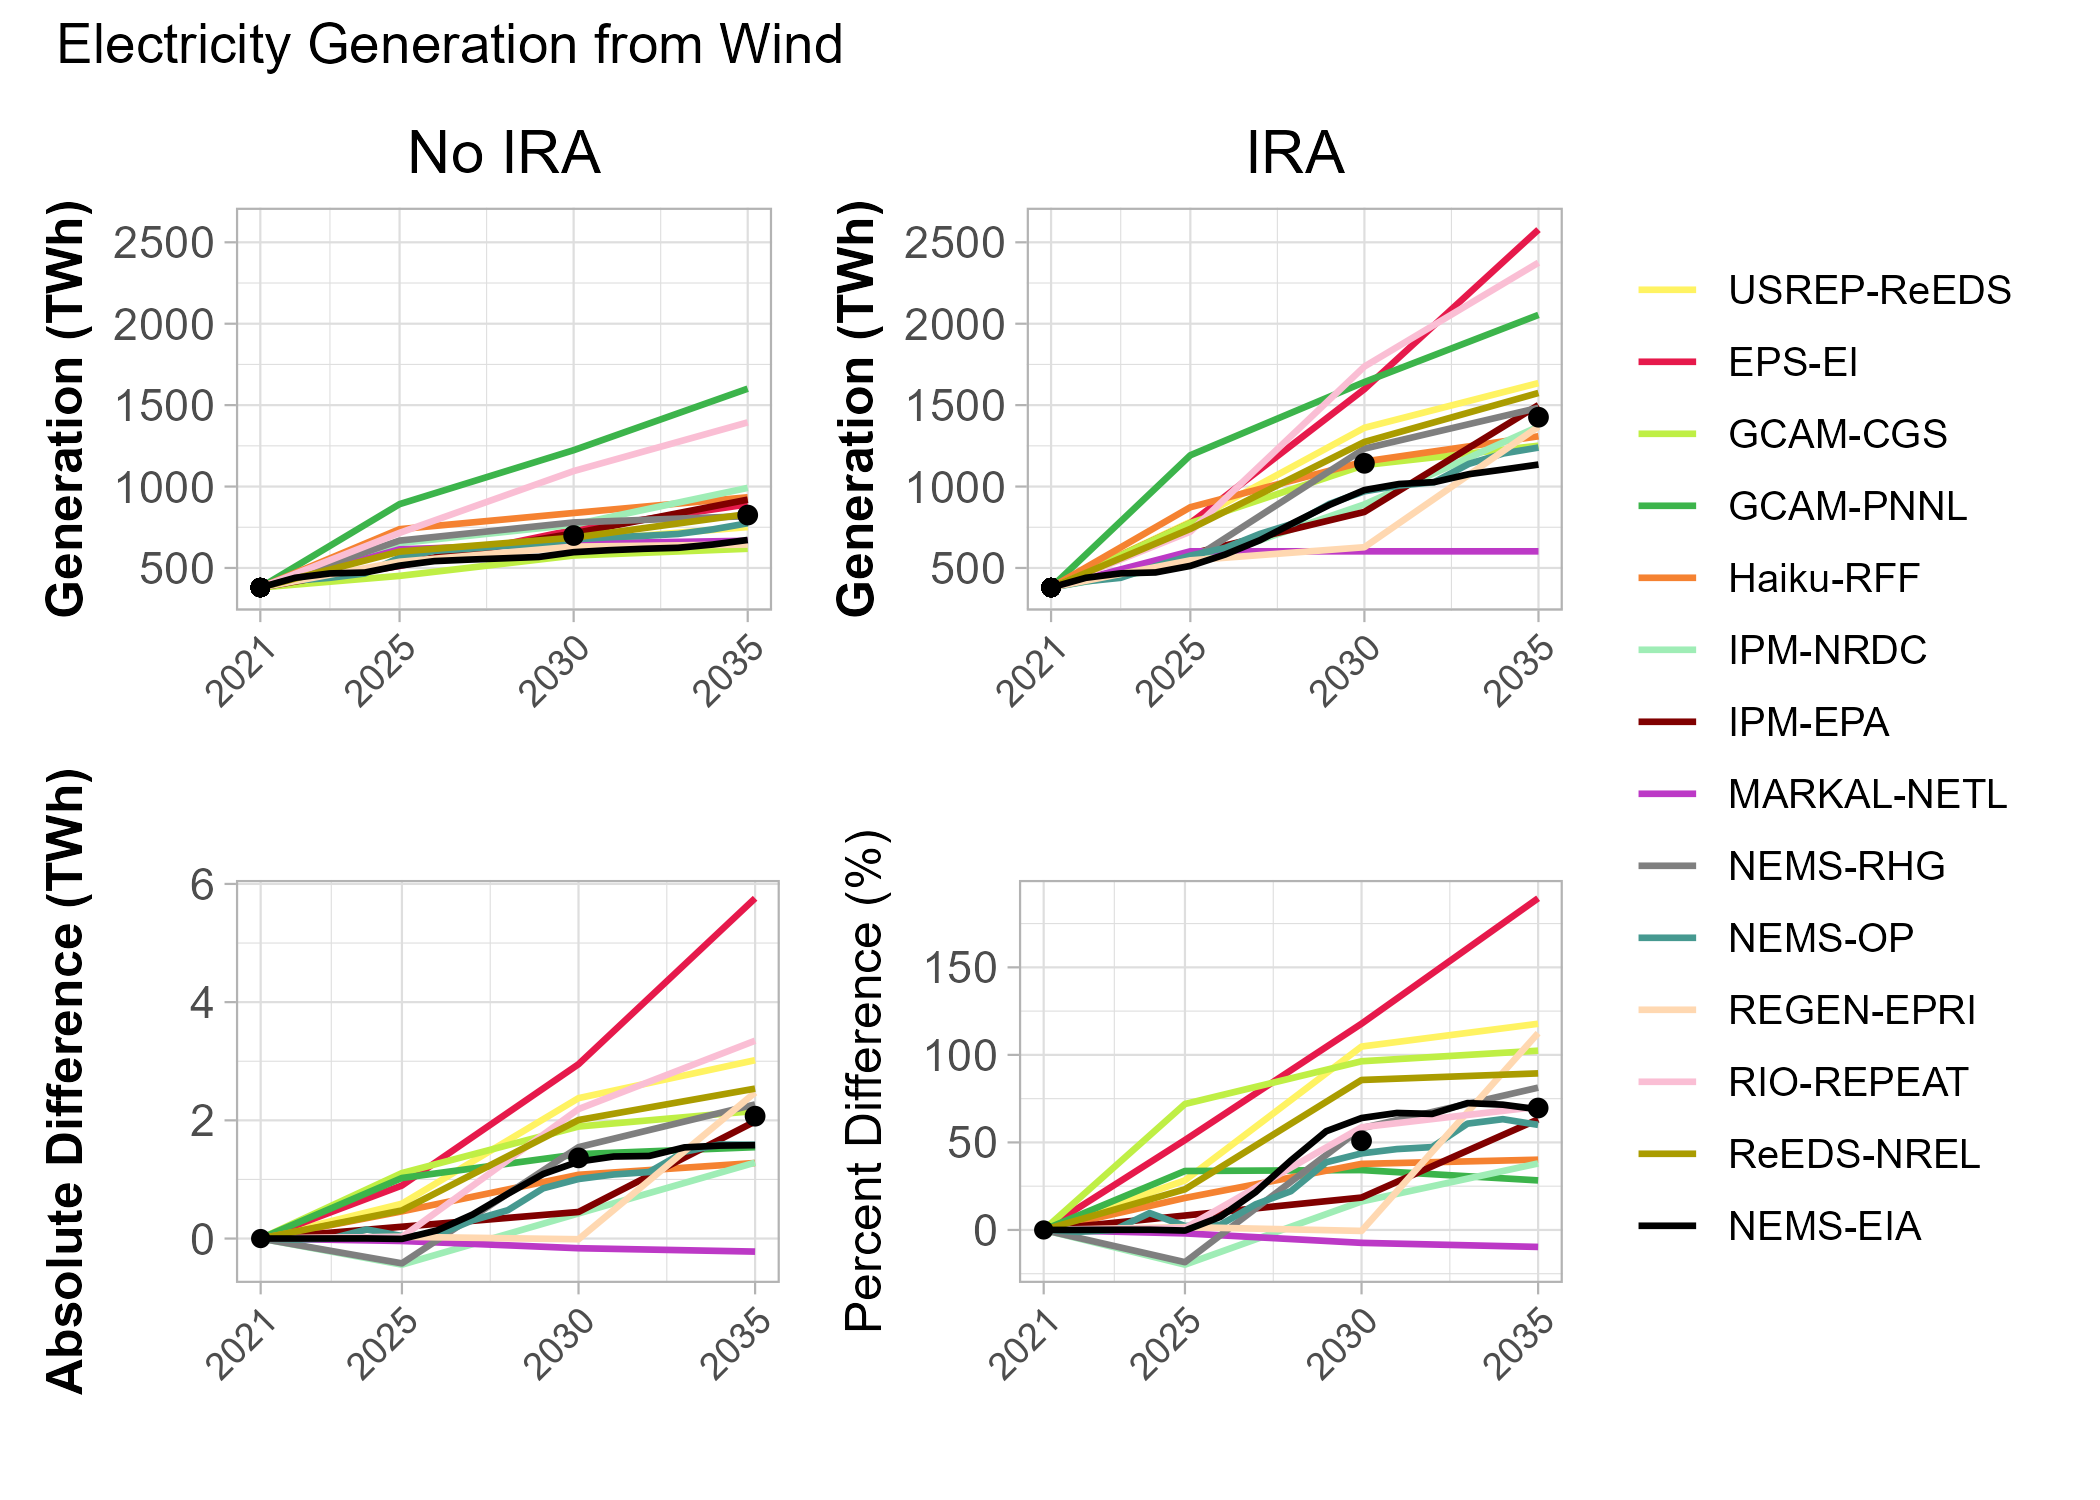 Electricity Generation from Wind
No IRA
IRA
Generation (TWh)
2500
2000
1500
1000
500
2021
2025
2030
2035
Generation (TWh)
2500
2000
1500
1000
500
2021
2025
2030
2035
Absolute Difference (TWh)
6
4
2
0
2021
2025
2030
2035
Percent Difference (%)
150
100
50
0
2021
2025
2030
2035
USREP-ReEDS
EPS-EI
GCAM-CGS
GCAM-PNNL
Haiku-RFF
IPM-NRDC
IPM-EPA
MARKAL-NETL
NEMS-RHG
NEMS-OP
REGEN-EPRI
RIO-REPEAT
ReEDS-NREL
NEMS-EIA